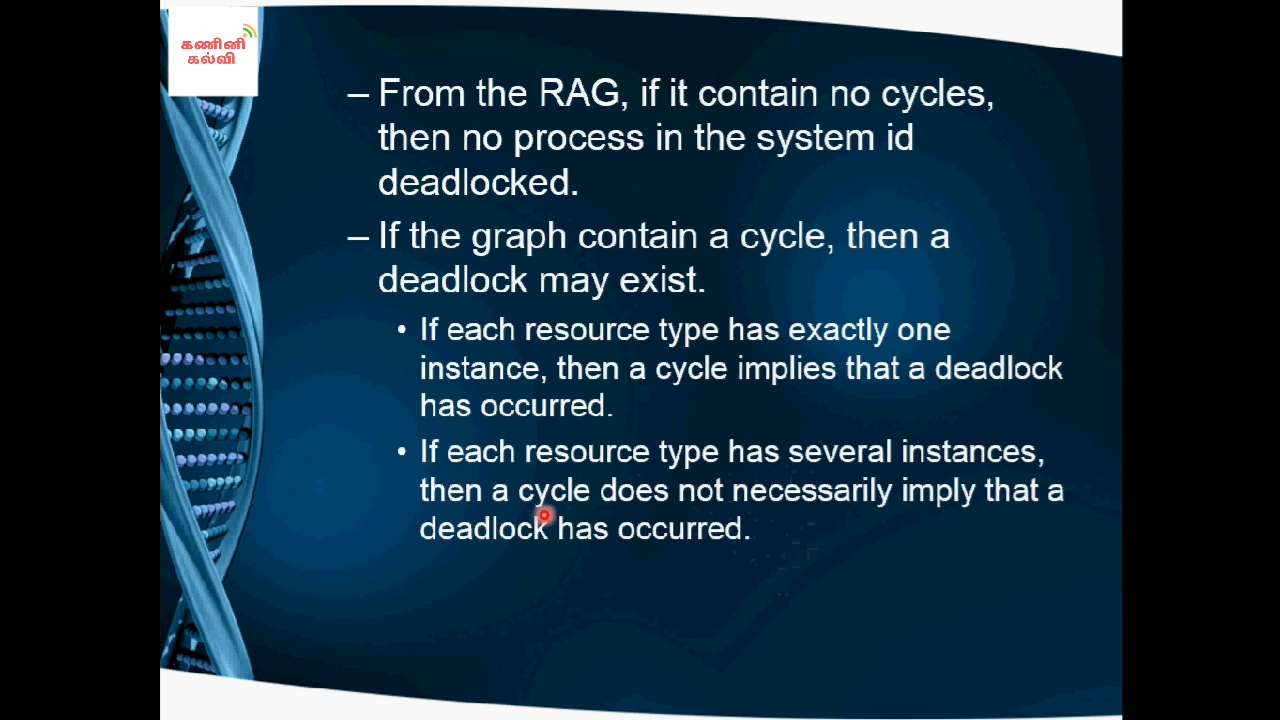 கணினி
கல்வி
– From the RAG, if it contain no cycles,
then no process in the system id
deadlocked.
– If the graph contain a cycle, then a
deadlock may exist.
• If each resource type has exactly one
instance, then a cycle implies that a deadlock
has occurred.
• If each resource type has several instances,
then a cycle does not necessarily imply that a
deadlock has occurred.